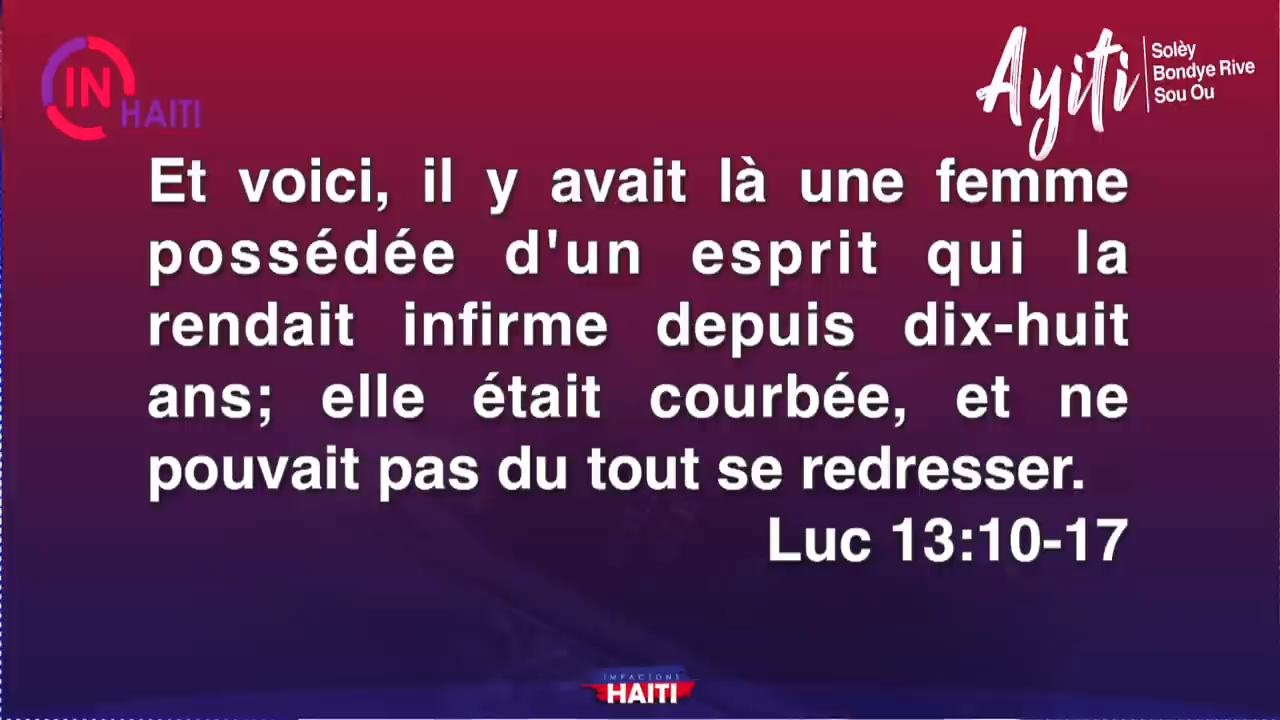 IN
HAITI
Ayiti
Solèy
Bondye Rive
Sou Ou
Et voici, il y avait là une femme
possédée d'un esprit qui la
rendait infirme depuis dix-huit
ans; elle était courbée, et ne
pouvait pas du tout se redresser.
Luc 13:10-17
IMPACTIONS
HAITI